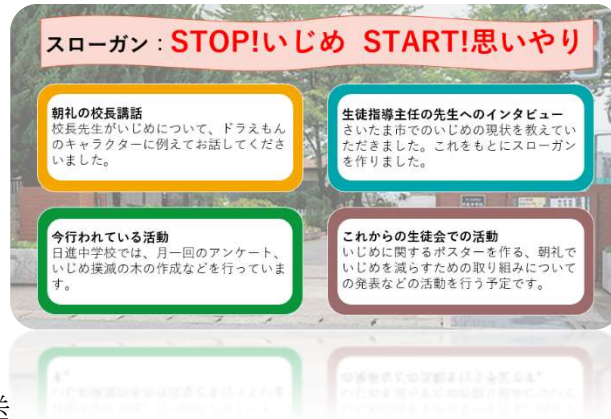 スローガン：STOP!いじめ START!思いやり
朝礼の校長講話
校長先生がいじめについて、ドラえもん
のキャラクターに例えてお話してくださ
いました。
生徒指導主任の先生へのインタビュー
さいたま市でのいじめの現状を教えてい
ただきました。これをもとにスローガン
を作りました。
今行われている活動
日進中学校では、月一回のアンケート、
いじめ撲滅の木の作成などを行っていま
す。
これからの生徒会での活動
いじめに関するポスターを作る、朝礼で
いじめを減らすための取り組みについて
の発表などの活動を行う予定です。